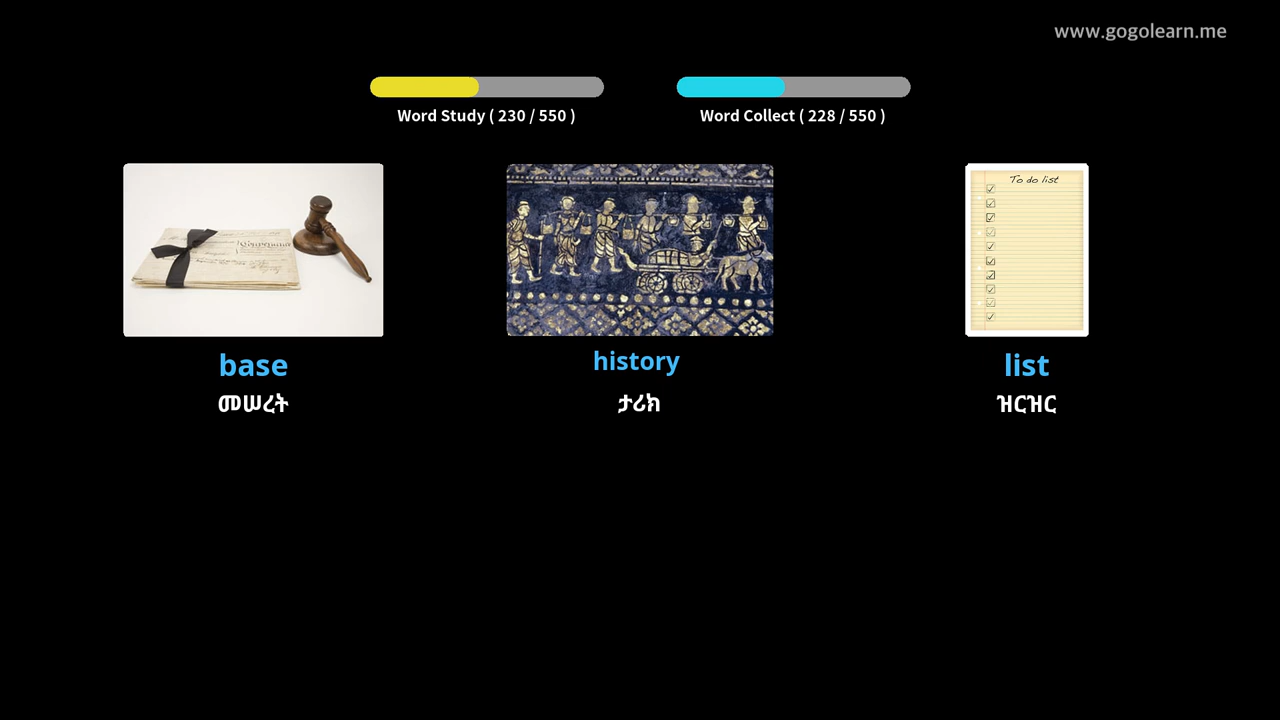 www.gogolearn.me
Word Study ( 230 / 550 )
Word Collect ( 228 / 550 )
To do list
base
history
list
መሠረት
ታሪክ
ዝርዝር